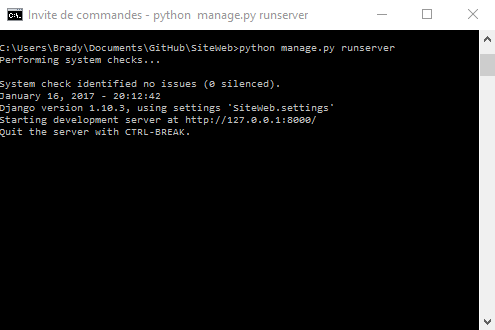 Invite de commandes - python  manage.py runserver
C:\Users\Brady\Documents\GitHub\SiteWeb>python manage.py runserver
Performing system checks...
System check identified no issues (0 silenced).
January 16, 2017 - 20:12:42
Django version 1.10.3, using settings 'SiteWeb.settings'
Starting development server at http://127.0.0.1:8000/
Quit the server with CTRL-BREAK.